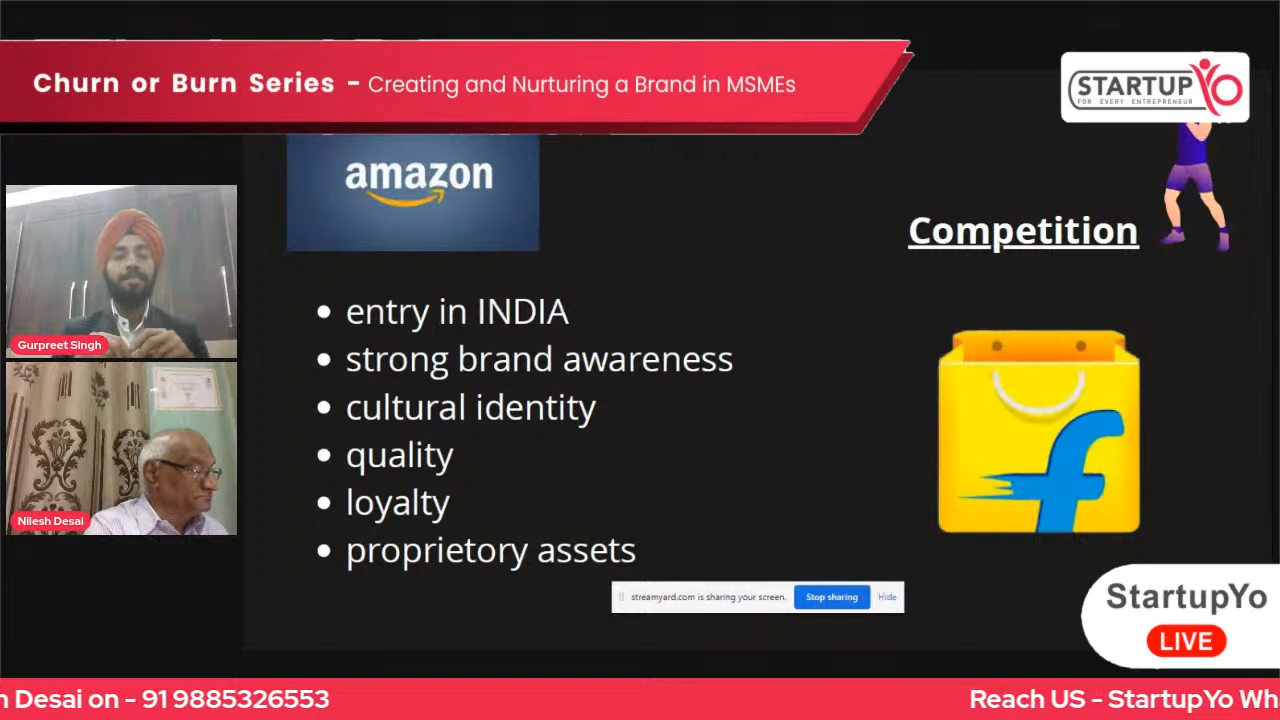 Churn or Burn Series - Creating and Nurturing a Brand in MSMEs
STARTUP YO
FOR EVERY ENTREPRENEUR
amazon
Competition
• entry in INDIA
• strong brand awareness
• cultural identity
• quality
• loyalty
• proprietory assets
Gurpreet Singh
Nilesh Desai
f
streamyard.com is sharing your screen. Stop sharing Hide
StartupYo
LIVE
n Desai on - 91 9885326553
Reach US - StartupYo Wh